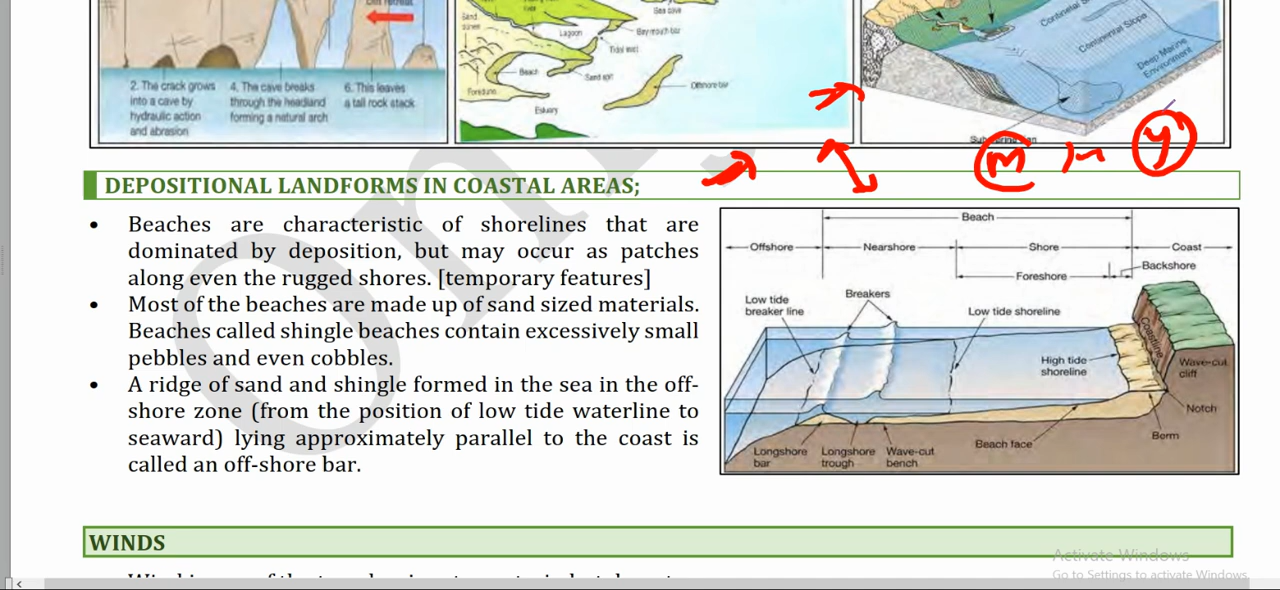 Cliff retreat
2. The crack grows
into a cave by
hydraulic action
and abrasion
4. The cave breaks
through the headland
forming a natural arch
6. This leaves
a tall rock stack
Sea cave
Sand
Lagoon
Bay-mouth bar
Tidal inlet
Beach
Sand spit
Foredune
Offshore bar
Estuary
Continental Slope
Deep Marine
Environment
m
y
DEPOSITIONAL LANDFORMS IN COASTAL AREAS;
• Beaches are characteristic of shorelines that are
dominated by deposition, but may occur as patches
along even the rugged shores. [temporary features]
• Most of the beaches are made up of sand sized materials.
Beaches called shingle beaches contain excessively small
pebbles and even cobbles.
• A ridge of sand and shingle formed in the sea in the off-
shore zone (from the position of low tide waterline to
seaward) lying approximately parallel to the coast is
called an off-shore bar.
Beach
Offshore
Nearshore
Shore
Coast
Foreshore
Backshore
Low tide
breaker line
Breakers
Low tide shoreline
High tide
shoreline
Coastline
Wave-cut
cliff
Notch
Berm
Beach face
Longshore
bar
Longshore
trough
Wave-cut
bench
WINDS
Activate Windows
Go to Settings to activate Windows.